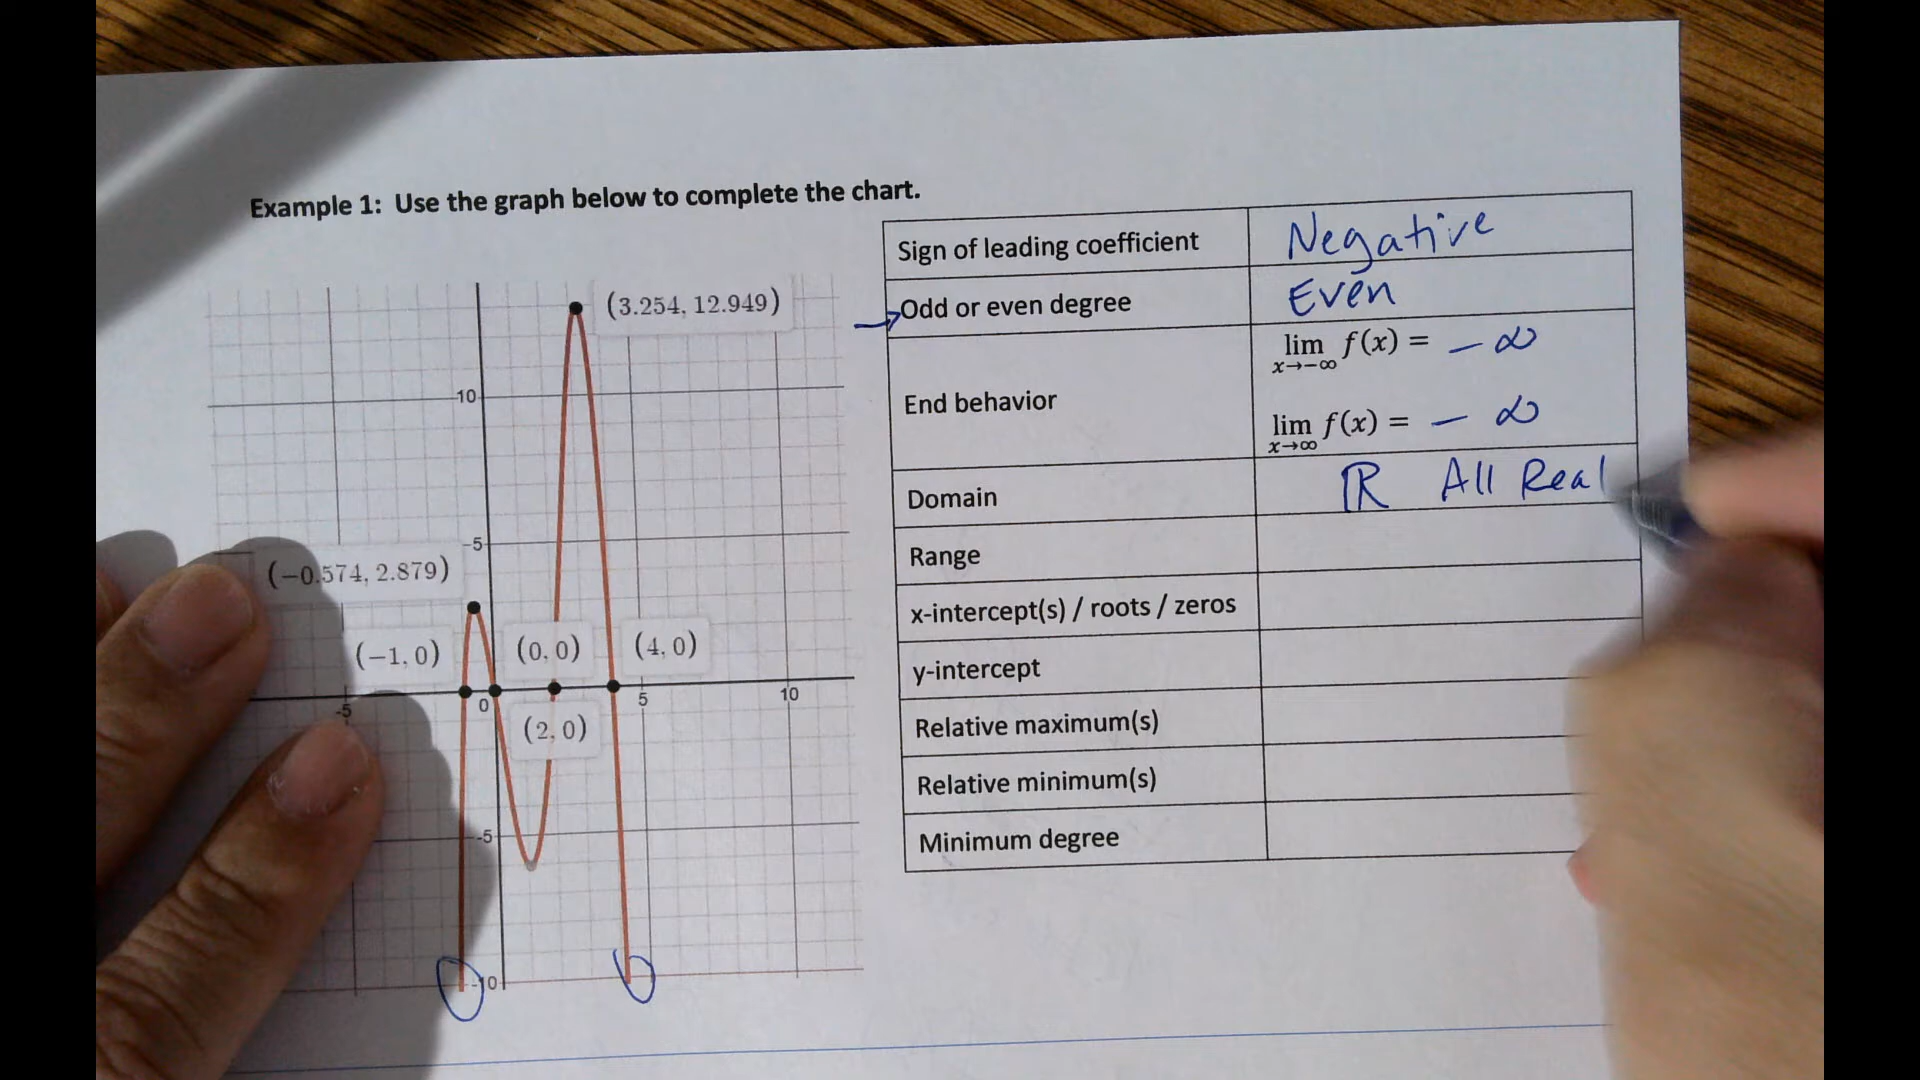 Example 1: Use the graph below to complete the chart.
Sign of leading coefficient Negative
Odd or even degree Even
End behavior
lim f(x) = - ∞
x→-∞
lim f(x) = - ∞
x→∞
Domain ℝ All Real
Range
x-intercept(s) / roots / zeros
y-intercept
Relative maximum(s)
Relative minimum(s)
Minimum degree
(3.254, 12.949)
10
5
(-0.574, 2.879)
(-1, 0) (0, 0) (4, 0)
-5 0 5 10
(2, 0)
-5
-10